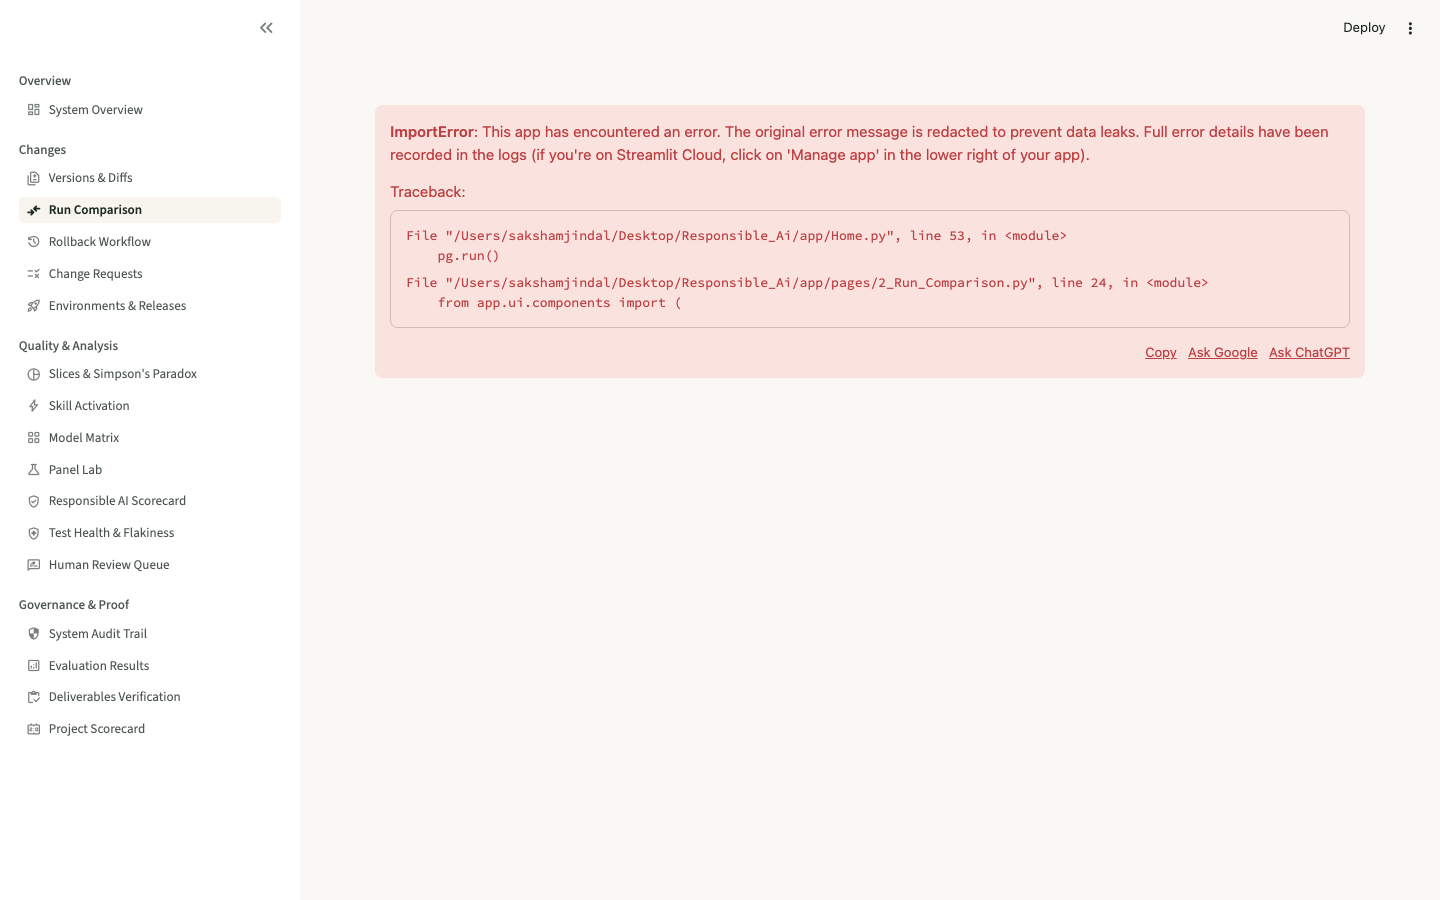 Deploy
Overview
System Overview
Changes
Versions & Diffs
Run Comparison
Rollback Workflow
Change Requests
Environments & Releases
Quality & Analysis
Slices & Simpson's Paradox
Skill Activation
Model Matrix
Panel Lab
Responsible AI Scorecard
Test Health & Flakiness
Human Review Queue
Governance & Proof
System Audit Trail
Evaluation Results
Deliverables Verification
Project Scorecard
ImportError: This app has encountered an error. The original error message is redacted to prevent data leaks. Full error details have been
recorded in the logs (if you're on Streamlit Cloud, click on 'Manage app' in the lower right of your app).
Traceback:
File "/Users/sakshamjindal/Desktop/Responsible_Ai/app/Home.py", line 53, in <module>
    pg.run()
File "/Users/sakshamjindal/Desktop/Responsible_Ai/app/pages/2_Run_Comparison.py", line 24, in <module>
    from app.ui.components import (
Copy Ask Google Ask ChatGPT